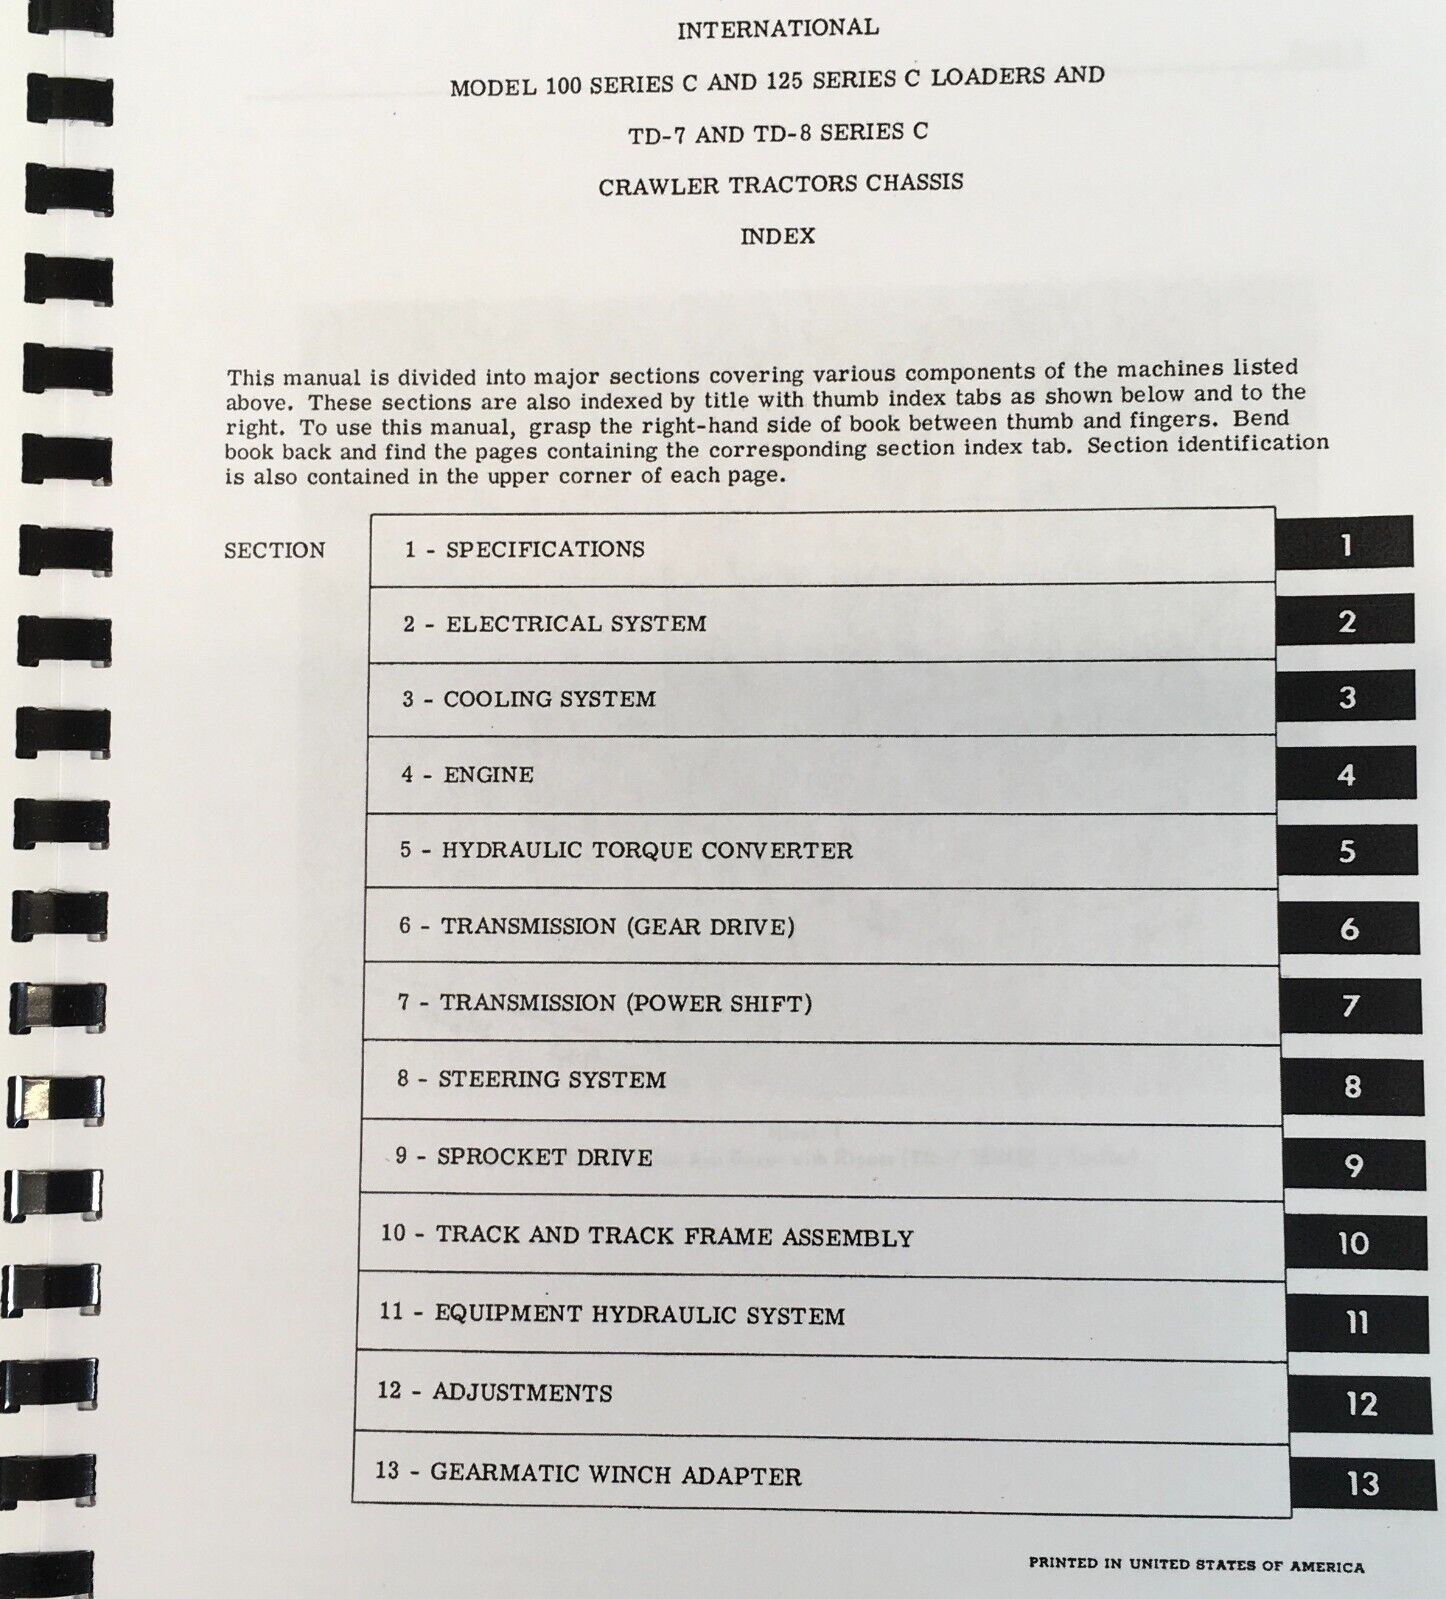 INTERNATIONAL
MODEL 100 SERIES C AND 125 SERIES C LOADERS AND
TD-7 AND TD-8 SERIES C
CRAWLER TRACTORS CHASSIS
INDEX
This manual is divided into major sections covering various components of the machines listed
above. These sections are also indexed by title with thumb index tabs as shown below and to the
right. To use this manual, grasp the right-hand side of book between thumb and fingers. Bend
book back and find the pages containing the corresponding section index tab. Section identification
is also contained in the upper corner of each page.
SECTION 1 - SPECIFICATIONS 1
2 - ELECTRICAL SYSTEM 2
3 - COOLING SYSTEM 3
4 - ENGINE 4
5 - HYDRAULIC TORQUE CONVERTER 5
6 - TRANSMISSION (GEAR DRIVE) 6
7 - TRANSMISSION (POWER SHIFT) 7
8 - STEERING SYSTEM 8
9 - SPROCKET DRIVE 9
10 - TRACK AND TRACK FRAME ASSEMBLY 10
11 - EQUIPMENT HYDRAULIC SYSTEM 11
12 - ADJUSTMENTS 12
13 - GEARMATIC WINCH ADAPTER 13
PRINTED IN UNITED STATES OF AMERICA